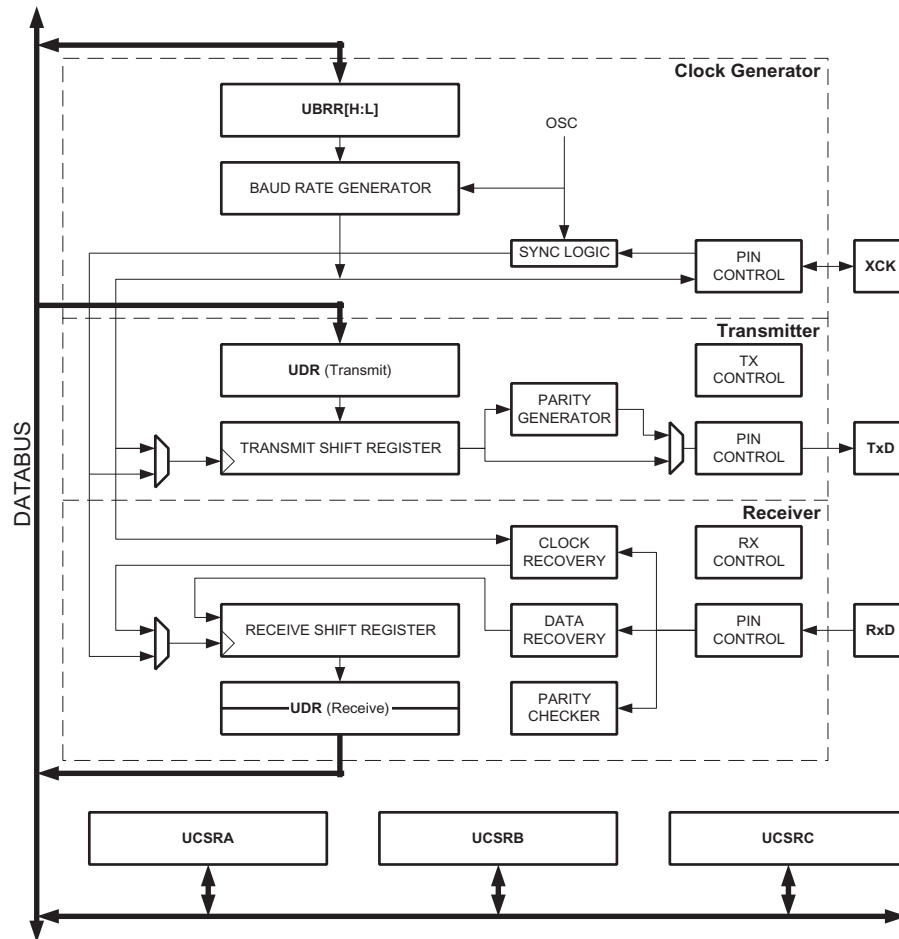 Clock Generator
UBRR[H:L]
OSC
BAUD RATE GENERATOR
SYNC LOGIC
PIN
CONTROL
XCK
Transmitter
UDR (Transmit)
TX
CONTROL
PARITY
GENERATOR
TRANSMIT SHIFT REGISTER
PIN
CONTROL
TxD
DATABUS
Receiver
CLOCK
RECOVERY
RX
CONTROL
RECEIVE SHIFT REGISTER
DATA
RECOVERY
PIN
CONTROL
RxD
UDR (Receive)
PARITY
CHECKER
UCSRA
UCSRB
UCSRC